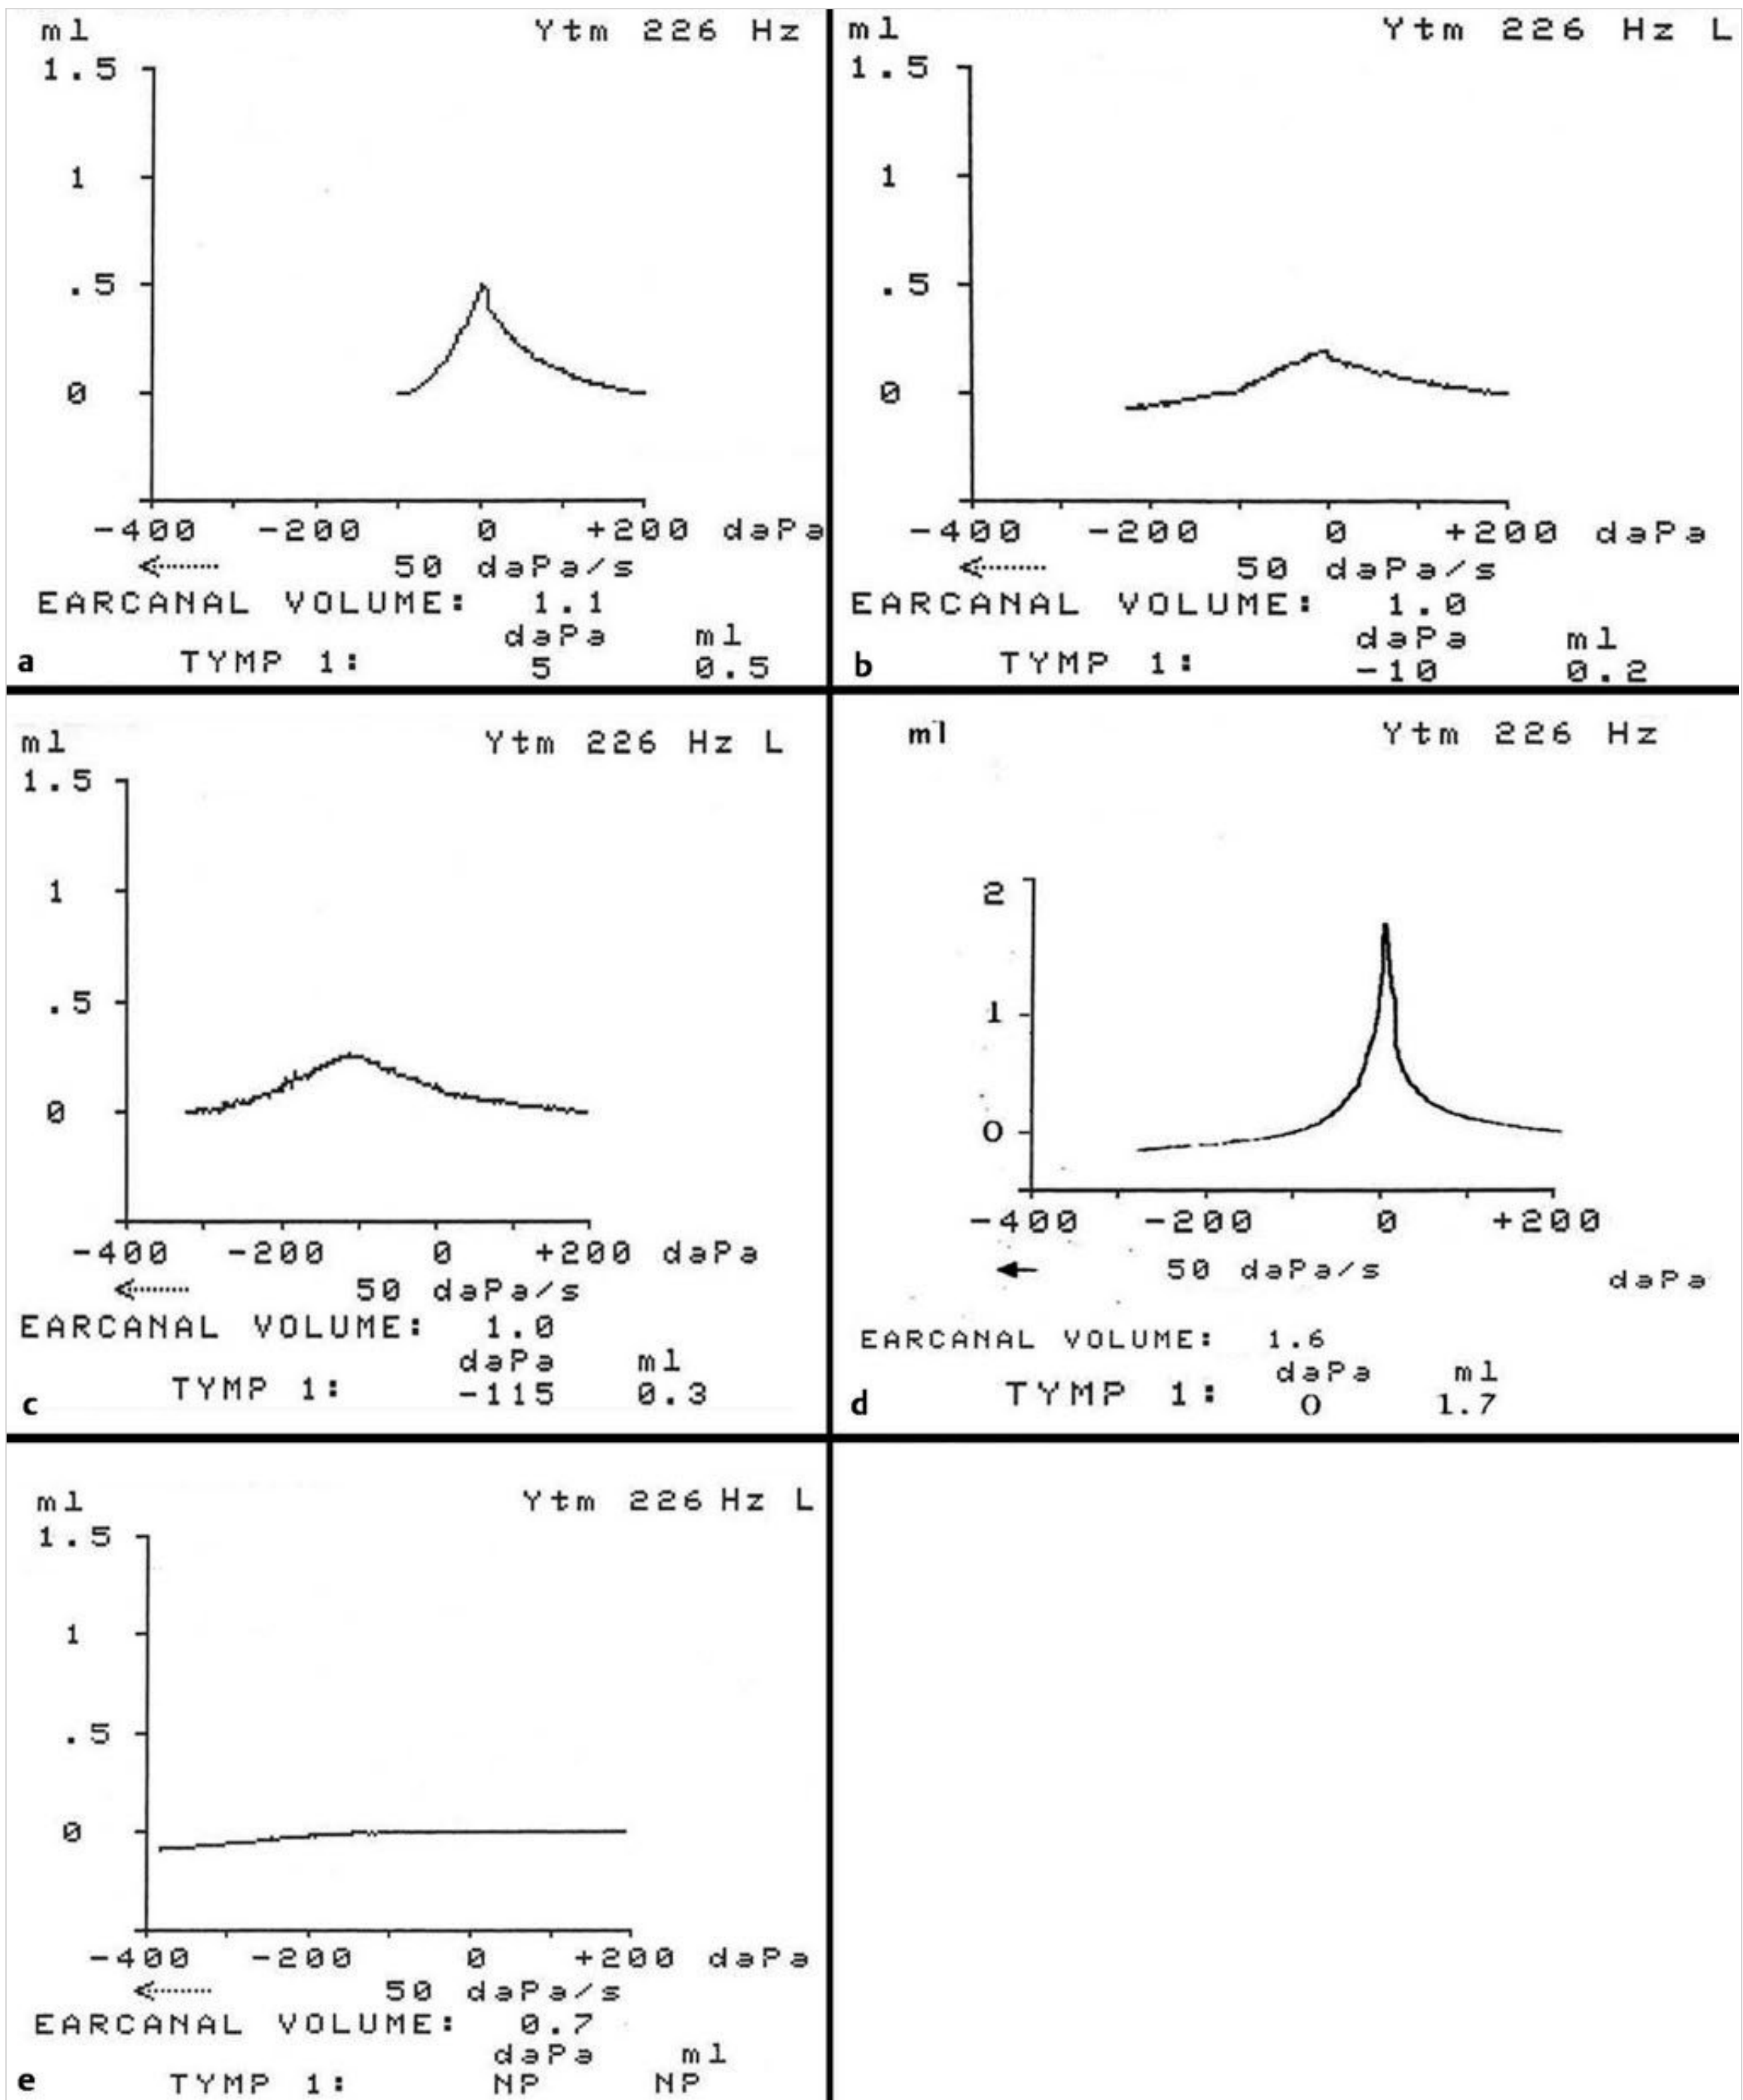 ml Ytm 226 Hz
1.5
1
.5
0
-400 -200 0 +200 daPa
50 daPa/s
EARCANAL VOLUME: 1.1
daPa ml
a TYMP 1: 5 0.5
ml Ytm 226 Hz L
1.5
1
.5
0
-400 -200 0 +200 daPa
50 daPa/s
EARCANAL VOLUME: 1.0
daPa ml
b TYMP 1: -10 0.2
ml Ytm 226 Hz L
1.5
1
.5
0
-400 -200 0 +200 daPa
50 daPa/s
EARCANAL VOLUME: 1.0
daPa ml
c TYMP 1: -115 0.3
ml Ytm 226 Hz
2
1
0
-400 -200 0 +200
50 daPa/s daPa
EARCANAL VOLUME: 1.6
daPa ml
d TYMP 1: 0 1.7
ml Ytm 226 Hz L
1.5
1
.5
0
-400 -200 0 +200 daPa
50 daPa/s
EARCANAL VOLUME: 0.7
daPa ml
e TYMP 1: NP NP